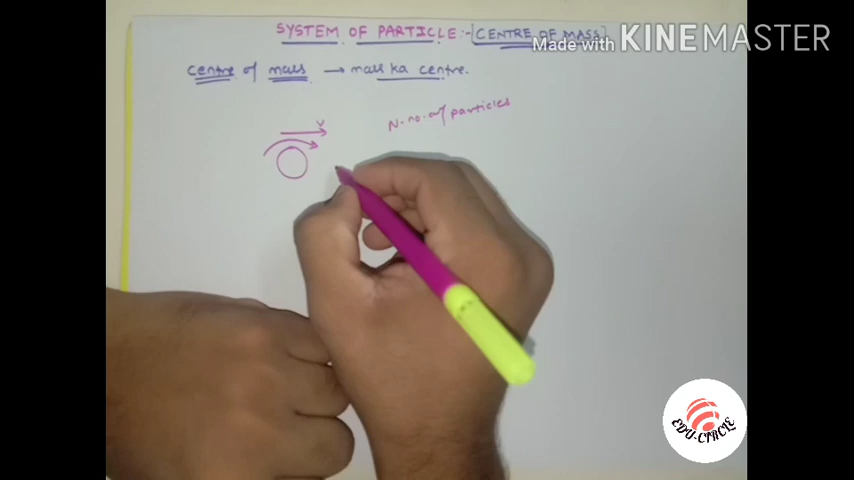 SYSTEM OF PARTICLE :- [CENTRE OF MASS]
Made with KINEMASTER
centre of mass → mass ka centre.
V
N. no. of particles
EDU-CIRCLE